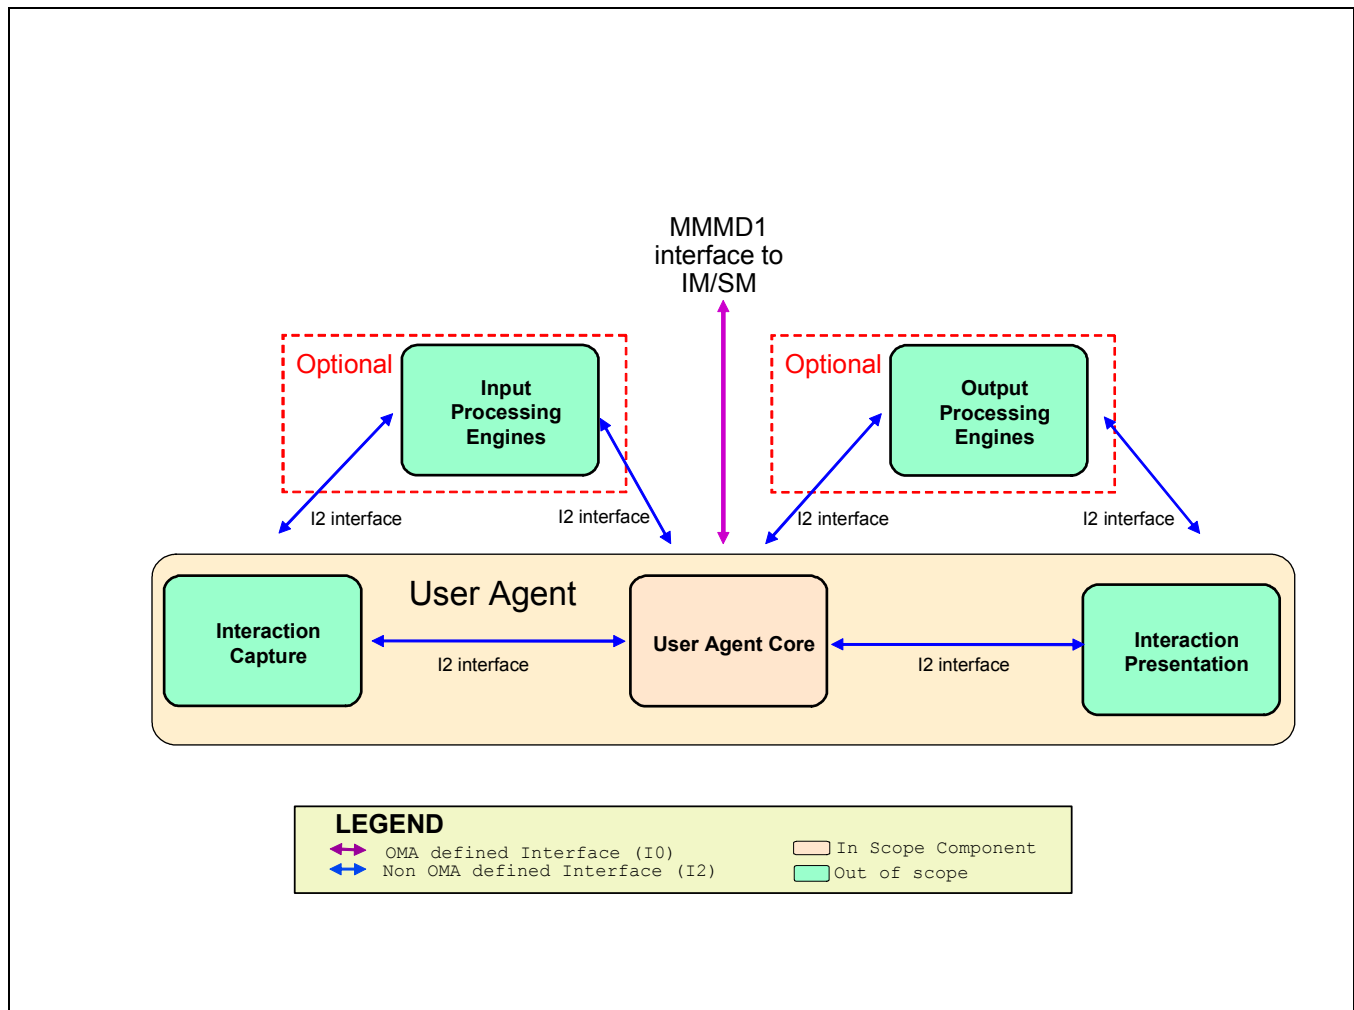 MMMD1
interface to
IM/SM
Optional
Input
Processing
Engines
Optional
Output
Processing
Engines
I2 interface
I2 interface
I2 interface
I2 interface
User Agent
Interaction
Capture
I2 interface
User Agent Core
I2 interface
Interaction
Presentation
LEGEND
OMA defined Interface (I0)
Non OMA defined Interface (I2)
In Scope Component
Out of scope